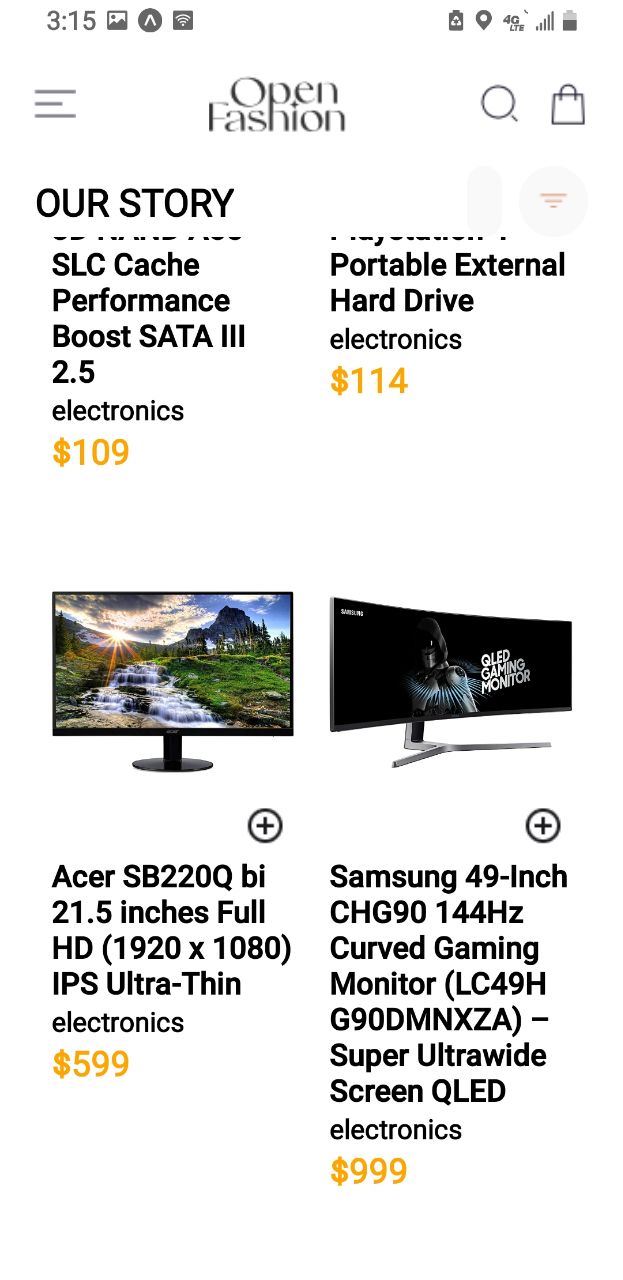 3:15
4G
LTE
Open
Fashion
OUR STORY
SLC Cache
Performance
Boost SATA III
2.5
electronics
$109
Portable External
Hard Drive
electronics
$114
acer
Acer SB220Q bi
21.5 inches Full
HD (1920 x 1080)
IPS Ultra-Thin
electronics
$599
SAMSUNG
QLED
GAMING
MONITOR
Samsung 49-Inch
CHG90 144Hz
Curved Gaming
Monitor (LC49H
G90DMNXZA) –
Super Ultrawide
Screen QLED
electronics
$999